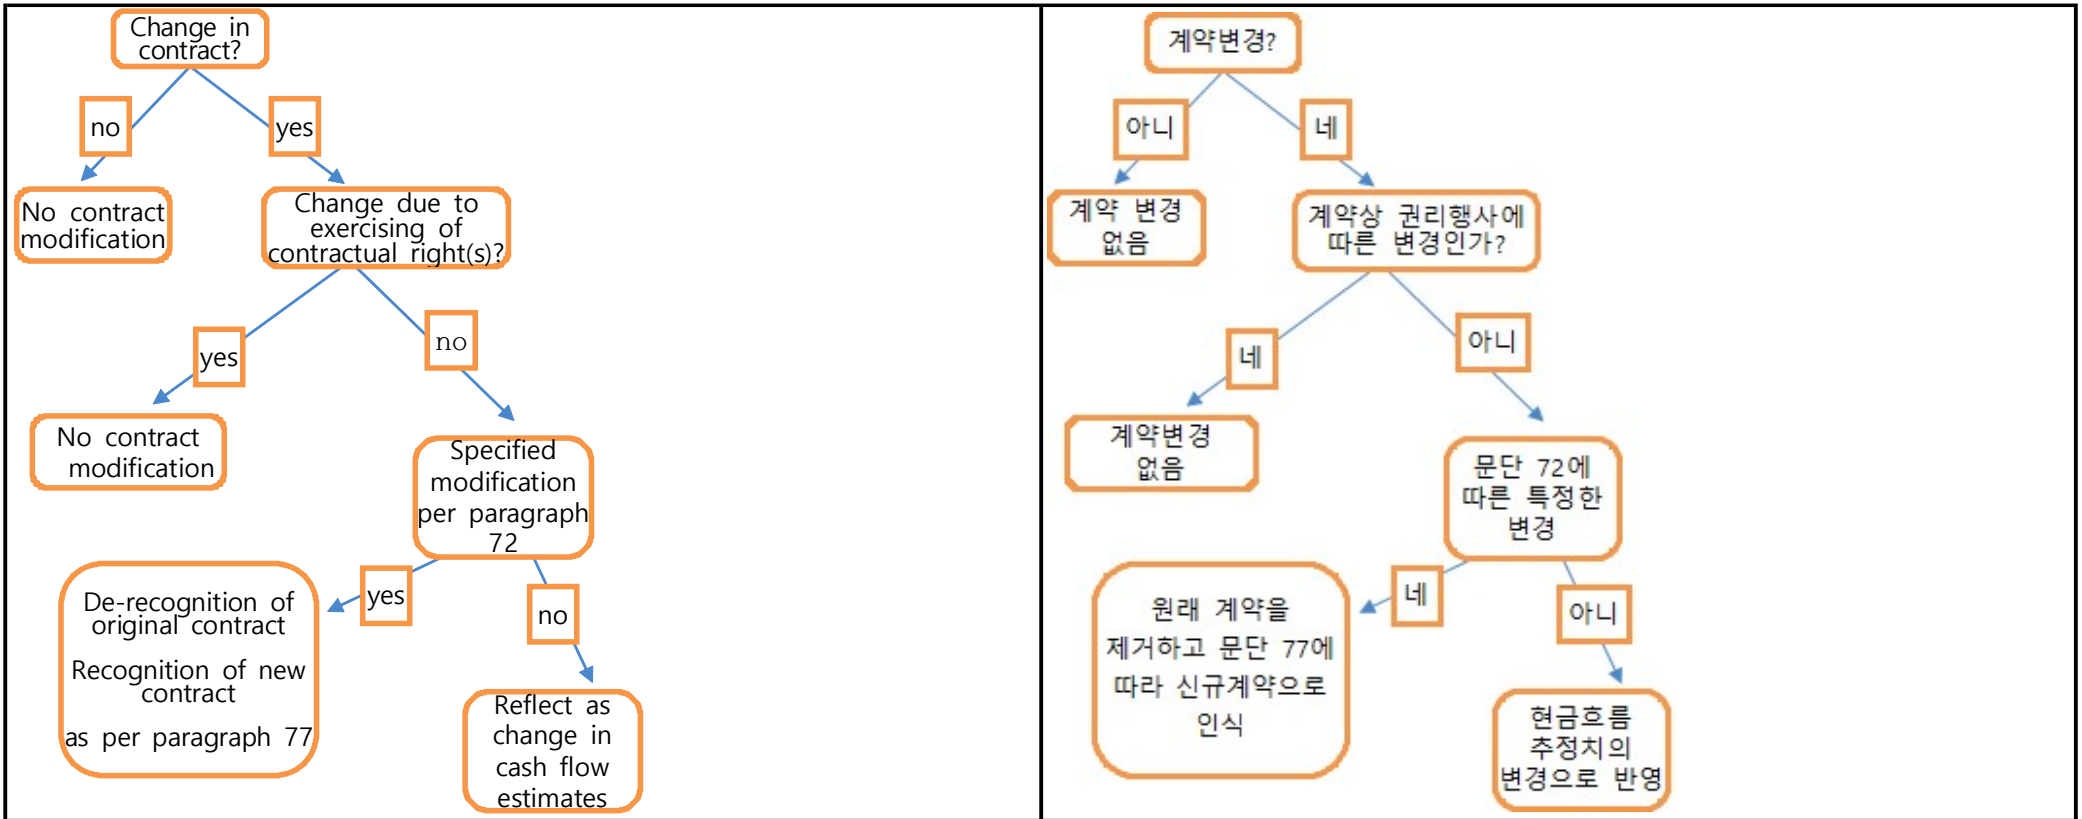 Change in
contract?
no
yes
No contract
modification
Change due to
exercising of
contractual right(s)?
yes
no
No contract
modification
Specified
modification
per paragraph
72
yes
no
De-recognition of
original contract
Recognition of new
contract
as per paragraph 77
Reflect as
change in
cash flow
estimates
계약변경?
아니
네
계약 변경
없음
계약상 권리행사에
따른 변경인가?
네
아니
계약변경
없음
문단 72에
따른 특정한
변경
네
아니
원래 계약을
제거하고 문단 77에
따라 신규계약으로
인식
현금흐름
추정치의
변경으로 반영